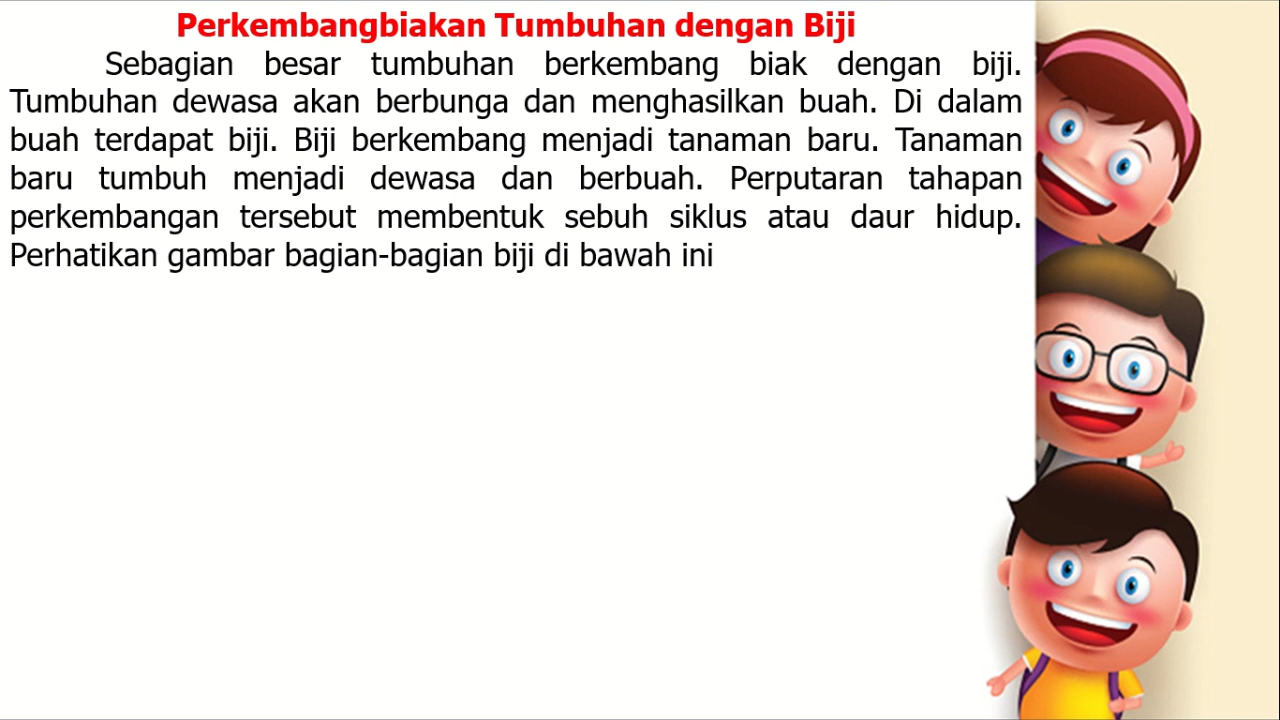 Perkembangbiakan Tumbuhan dengan Biji
Sebagian besar tumbuhan berkembang biak dengan biji.
Tumbuhan dewasa akan berbunga dan menghasilkan buah. Di dalam
buah terdapat biji. Biji berkembang menjadi tanaman baru. Tanaman
baru tumbuh menjadi dewasa dan berbuah. Perputaran tahapan
perkembangan tersebut membentuk sebuh siklus atau daur hidup.
Perhatikan gambar bagian-bagian biji di bawah ini